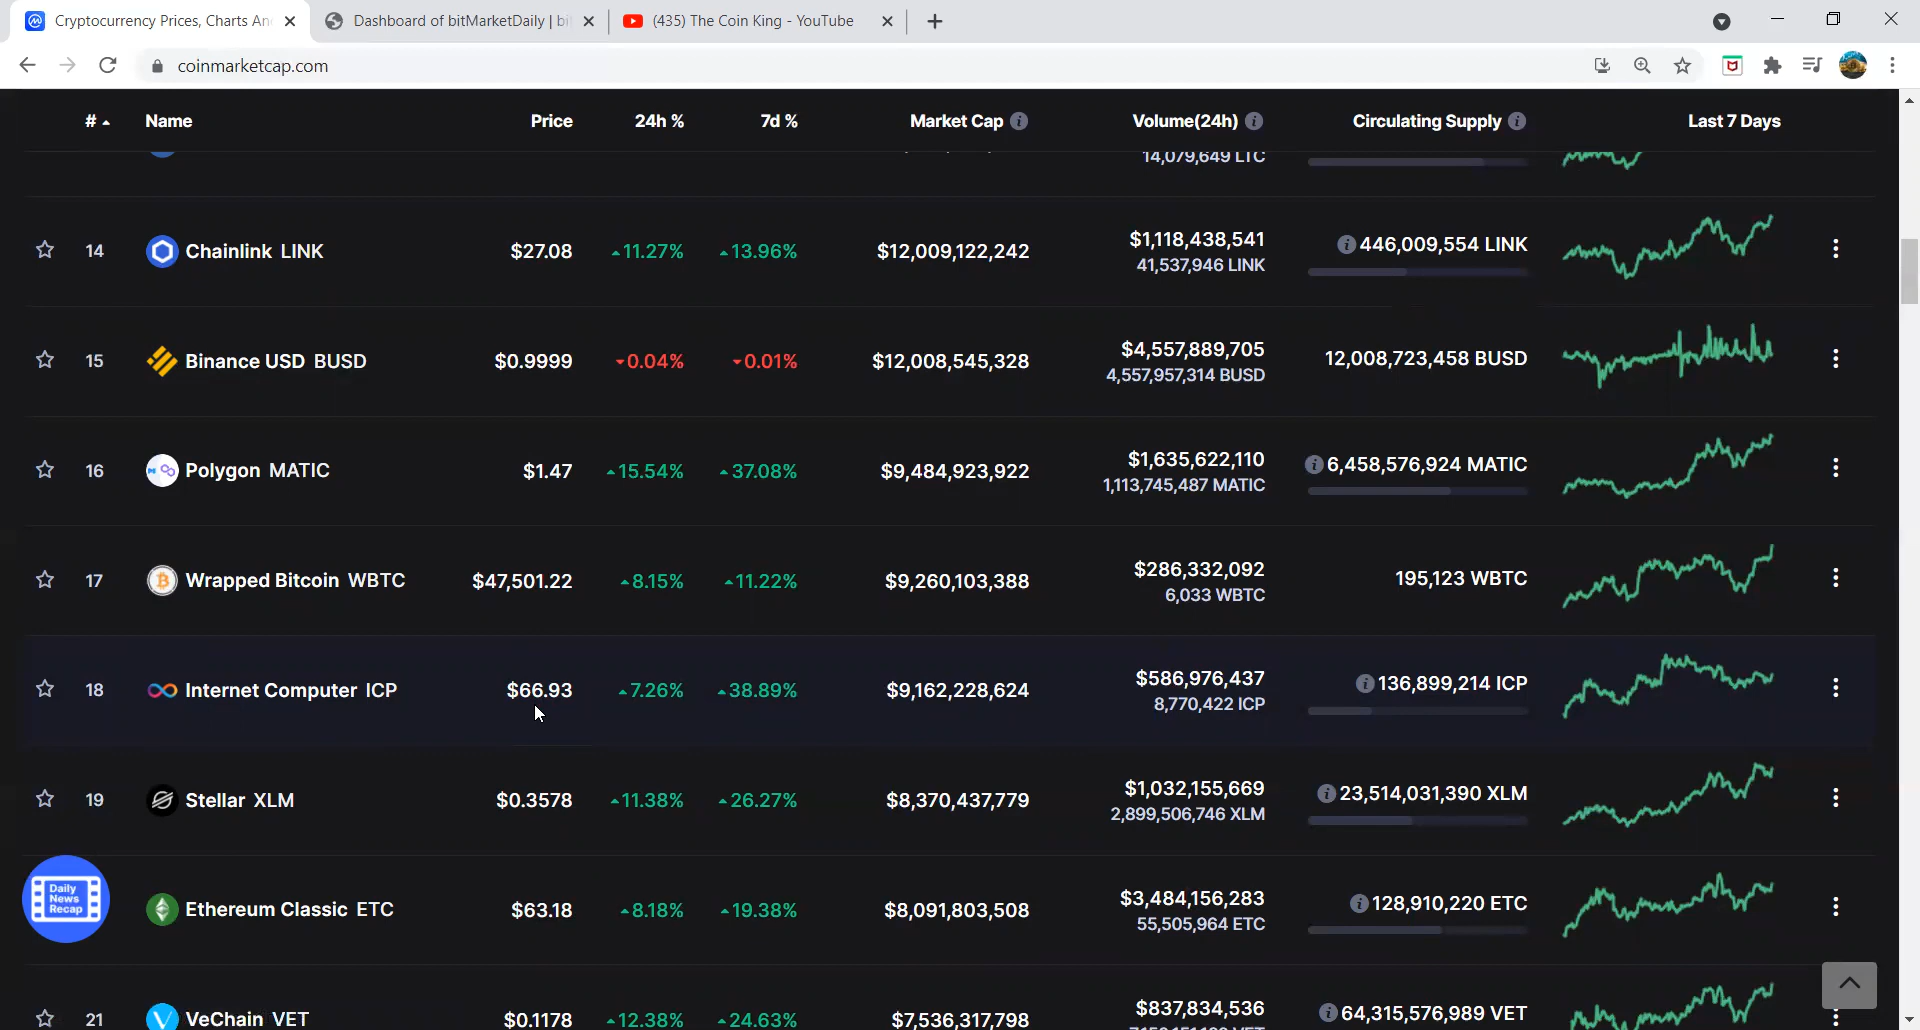 Cryptocurrency Prices, Charts An
Dashboard of bitMarketDaily | bi
(435) The Coin King - YouTube
coinmarketcap.com
# Name Price 24h % 7d % Market Cap Volume(24h) Circulating Supply Last 7 Days
14,079,649 LTC
14 Chainlink LINK $27.08 11.27% 13.96% $12,009,122,242 $1,118,438,541 446,009,554 LINK
41,537,946 LINK
15 Binance USD BUSD $0.9999 0.04% 0.01% $12,008,545,328 $4,557,889,705 12,008,723,458 BUSD
4,557,957,314 BUSD
16 Polygon MATIC $1.47 15.54% 37.08% $9,484,923,922 $1,635,622,110 6,458,576,924 MATIC
1,113,745,487 MATIC
17 Wrapped Bitcoin WBTC $47,501.22 8.15% 11.22% $9,260,103,388 $286,332,092 195,123 WBTC
6,033 WBTC
18 Internet Computer ICP $66.93 7.26% 38.89% $9,162,228,624 $586,976,437 136,899,214 ICP
8,770,422 ICP
19 Stellar XLM $0.3578 11.38% 26.27% $8,370,437,779 $1,032,155,669 23,514,031,390 XLM
2,899,506,746 XLM
Daily
News
Recap
Ethereum Classic ETC $63.18 8.18% 19.38% $8,091,803,508 $3,484,156,283 128,910,220 ETC
55,505,964 ETC
21 VeChain VET $0.1178 12.38% 24.63% $7,536,317,798 $837,834,536 64,315,576,989 VET